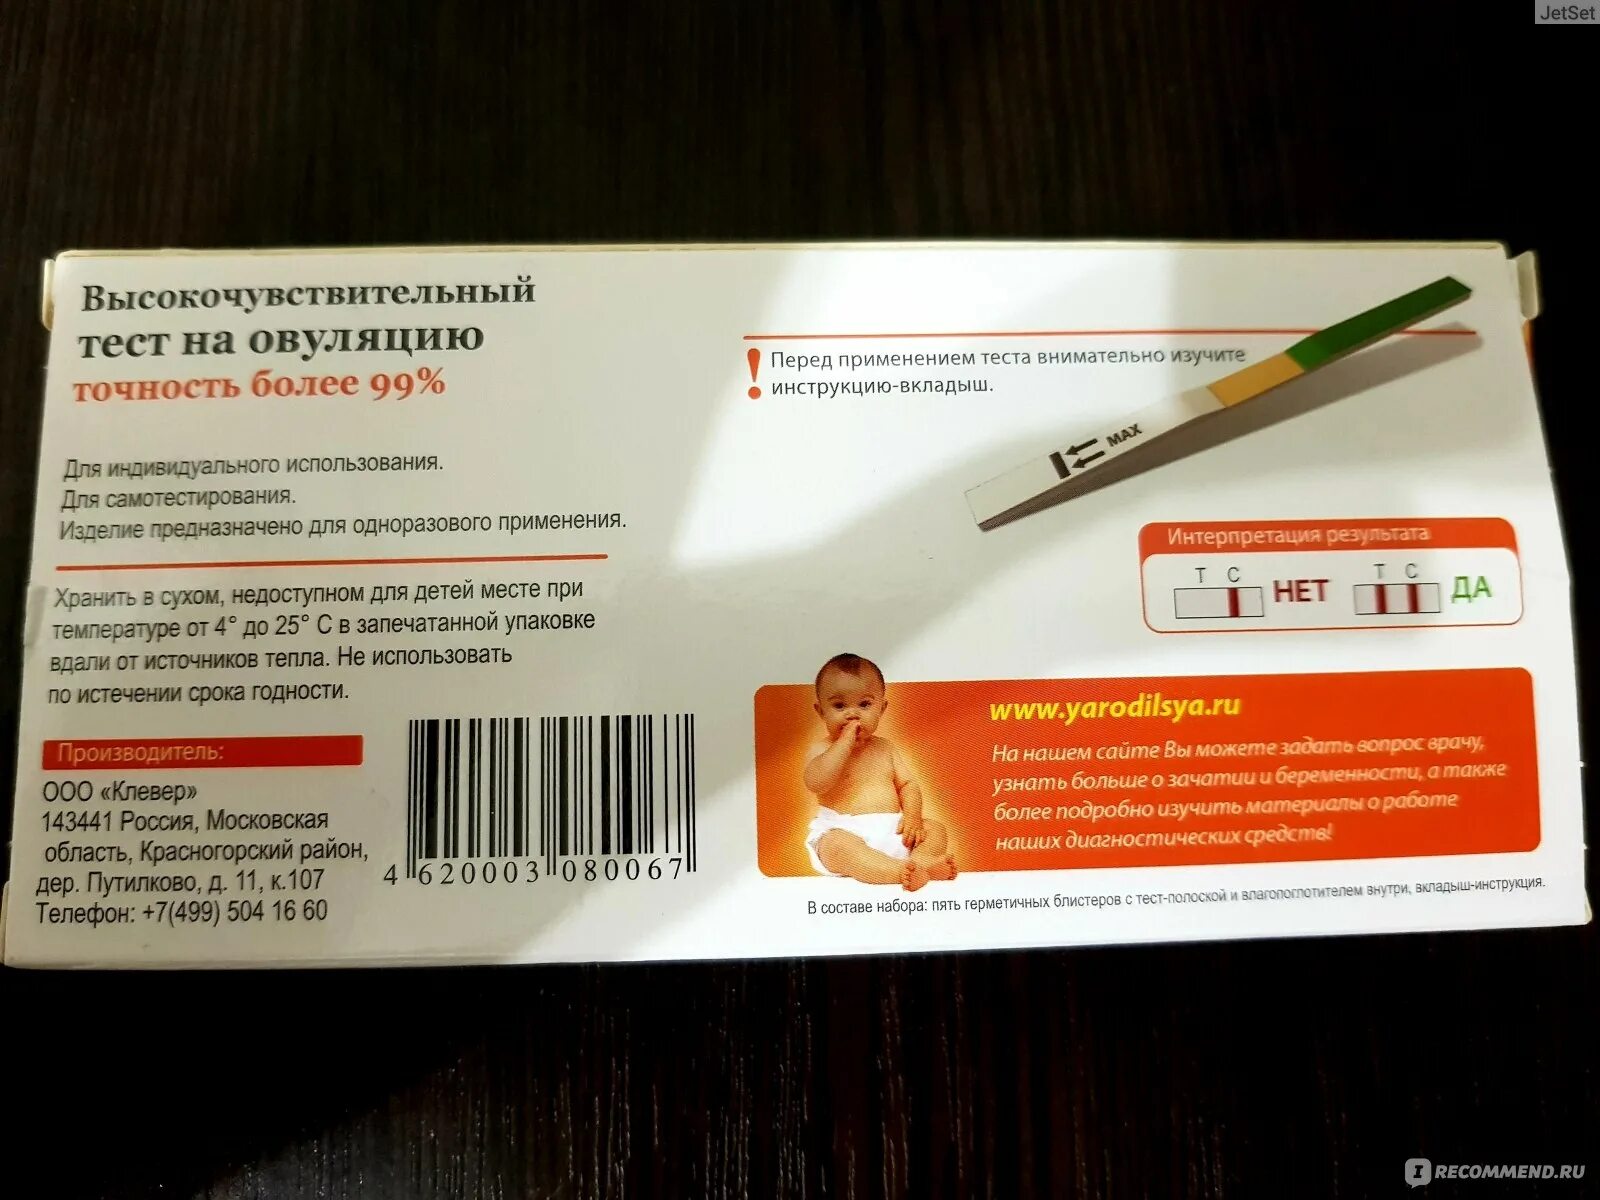 JetSet
Высокочувствительный
тест на овуляцию
точность более 99%
Для индивидуального использования.
Для самотестирования.
Изделие предназначено для одноразового применения.
Хранить в сухом, недоступном для детей месте при
температуре от 4° до 25° С в запечатанной упаковке
вдали от источников тепла. Не использовать
по истечении срока годности.
Производитель:
ООО «Клевер»
143441 Россия, Московская
область, Красногорский район,
дер. Путилково, д. 11, к.107
Телефон: +7(499) 504 16 60
4 620003 080067
! Перед применением теста внимательно изучите
инструкцию-вкладыш.
MAX
Интерпретация результата
T C НЕТ T C ДА
www.yarodilsya.ru
На нашем сайте Вы можете задать вопрос врачу,
узнать больше о зачатии и беременности, а также
более подробно изучить материалы о работе
наших диагностических средств!
В составе набора: пять герметичных блистеров с тест-полоской и влагопоглотителем внутри, вкладыш-инструкция.
IRECOMMEND.RU